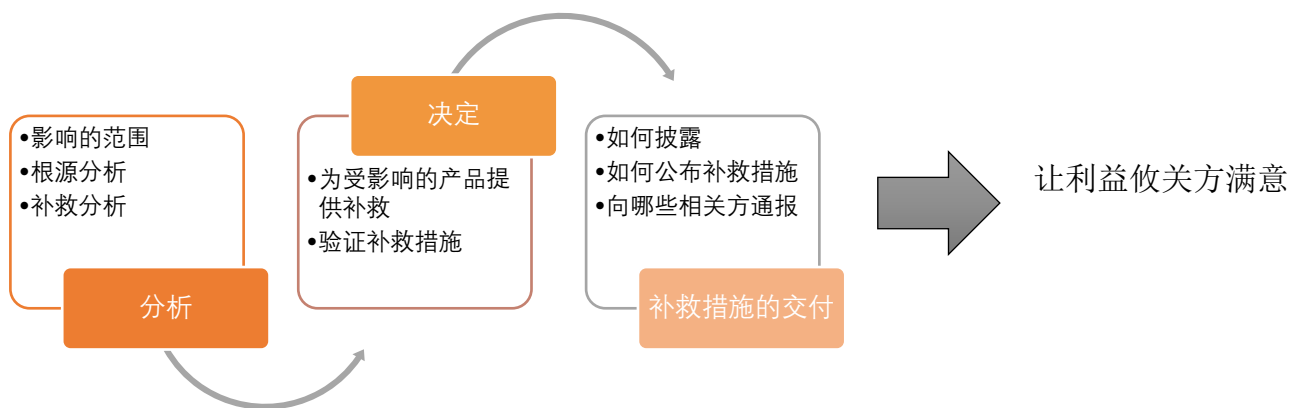 •影响的范围
•根源分析
•补救分析
分析
决定
•为受影响的产品提
供补救
•验证补救措施
•如何披露
•如何公布补救措施
•向哪些相关方通报
补救措施的交付
让利益攸关方满意